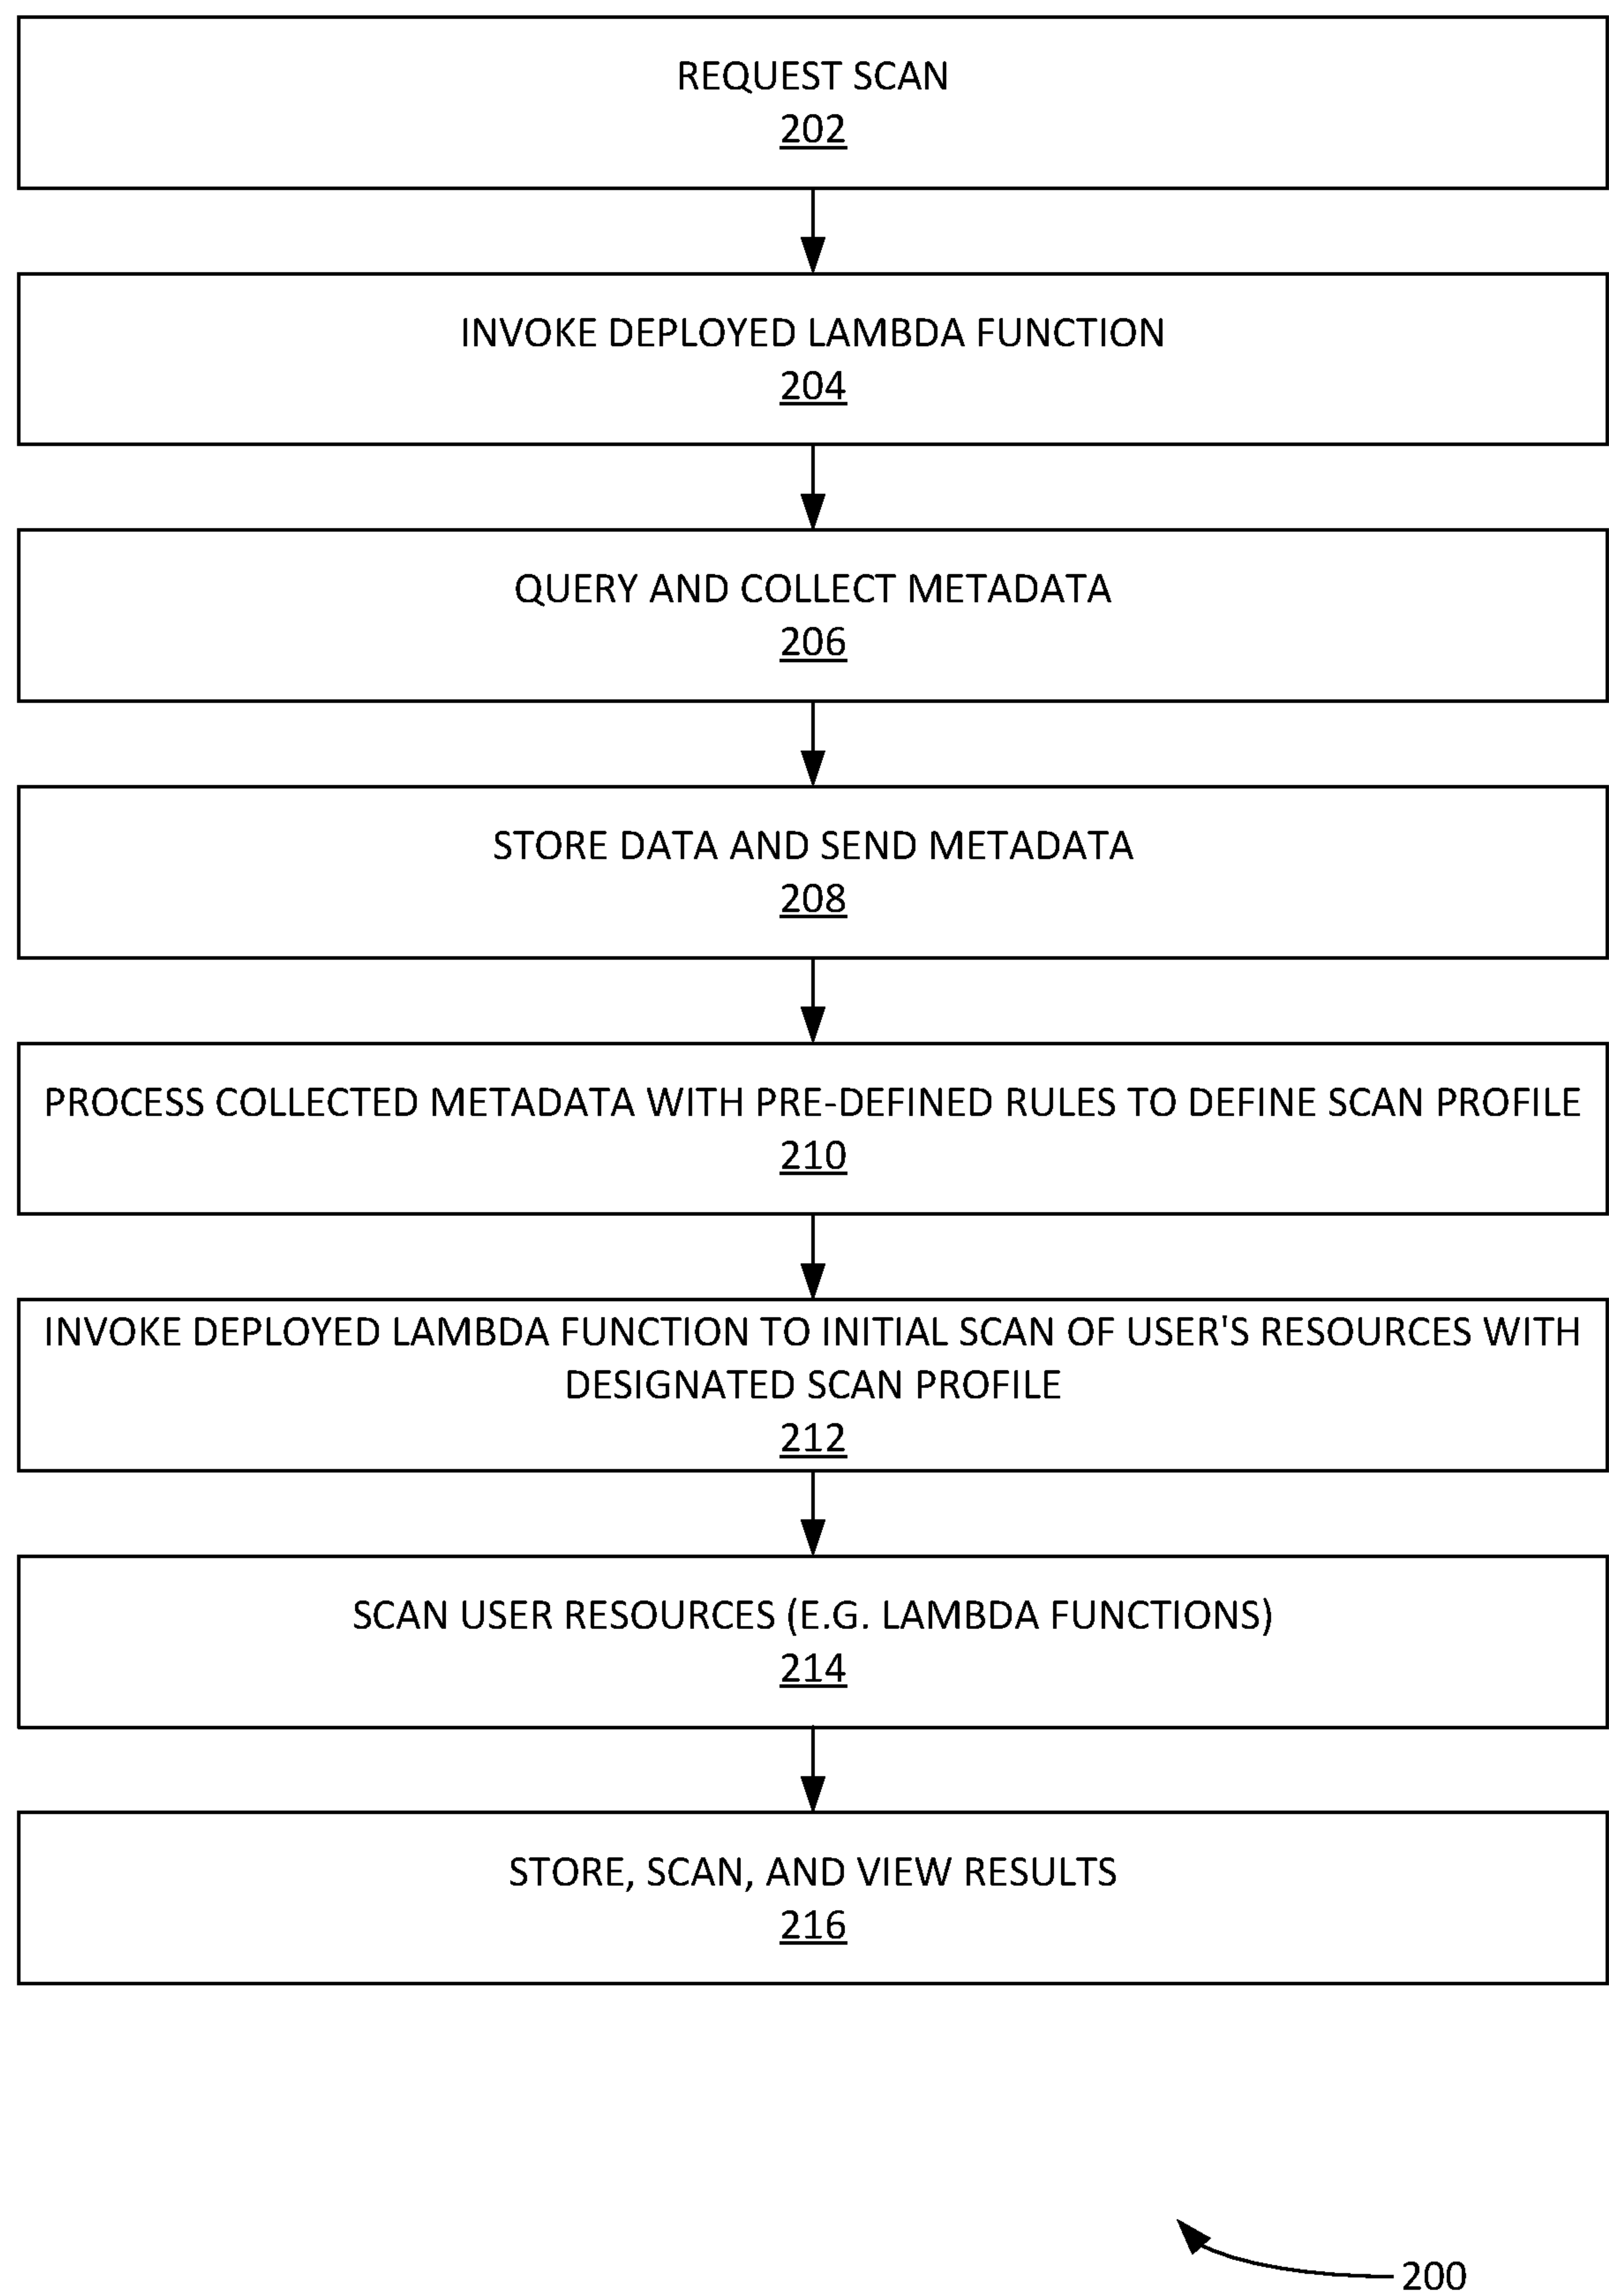 REQUEST SCAN
202
INVOKE DEPLOYED LAMBDA FUNCTION
204
QUERY AND COLLECT METADATA
206
STORE DATA AND SEND METADATA
208
PROCESS COLLECTED METADATA WITH PRE-DEFINED RULES TO DEFINE SCAN PROFILE
210
INVOKE DEPLOYED LAMBDA FUNCTION TO INITIAL SCAN OF USER'S RESOURCES WITH
DESIGNATED SCAN PROFILE
212
SCAN USER RESOURCES (E.G. LAMBDA FUNCTIONS)
214
STORE, SCAN, AND VIEW RESULTS
216
200